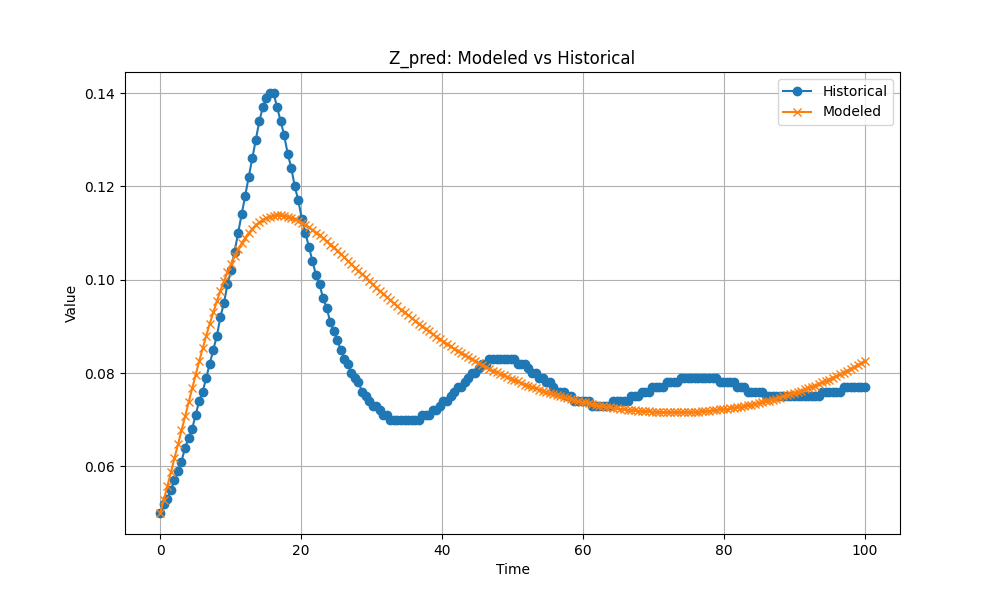 Z_pred: Modeled vs Historical
Historical
Modeled
0.14
0.12
0.10
0.08
0.06
Value
0 20 40 60 80 100
Time